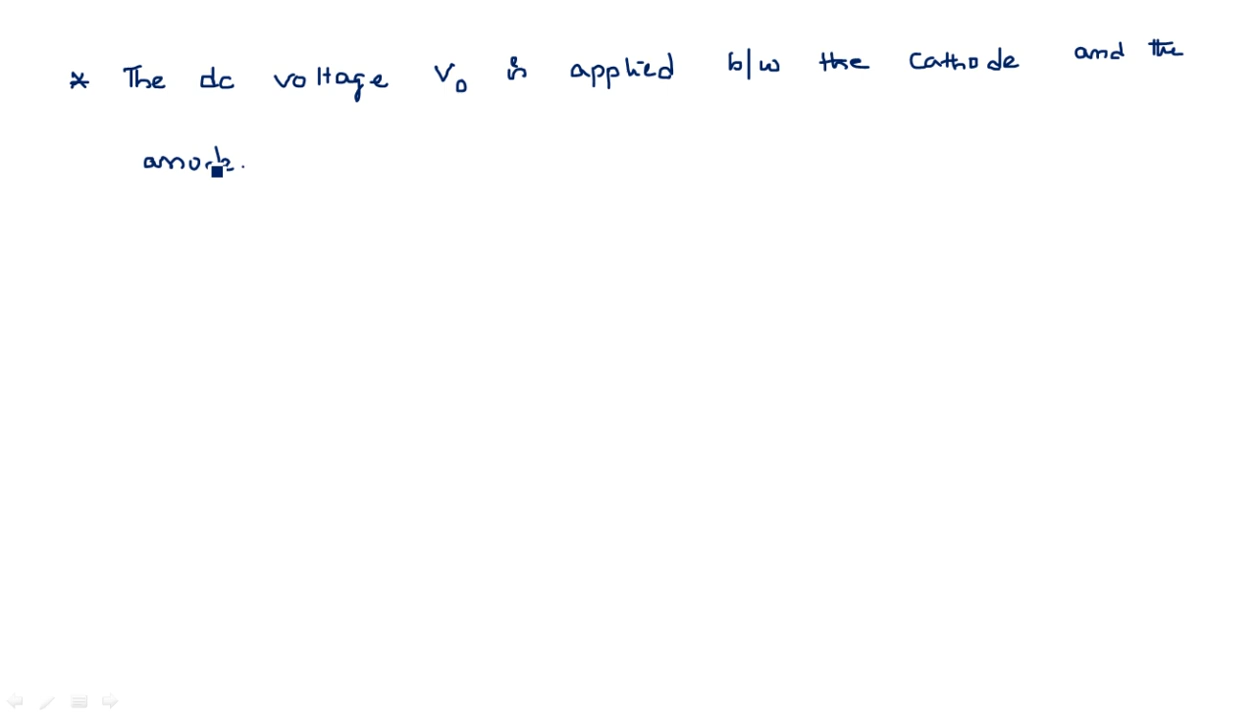 * The dc voltage V₀ is applied b/w the Cathode and the
anode.